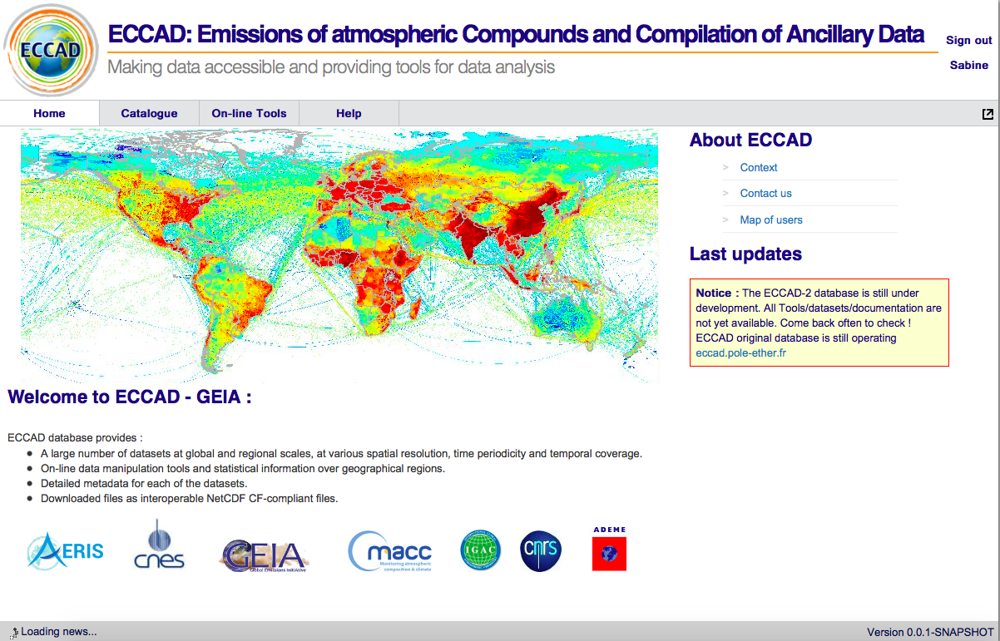 ECCAD
ECCAD: Emissions of atmospheric Compounds and Compilation of Ancillary Data
Making data accessible and providing tools for data analysis
Sign out
Sabine
Home
Catalogue
On-line Tools
Help
About ECCAD
> Context
> Contact us
> Map of users
Last updates
Notice : The ECCAD-2 database is still under
development. All Tools/datasets/documentation are
not yet available. Come back often to check !
ECCAD original database is still operating
eccad.pole-ether.fr
Welcome to ECCAD - GEIA :
ECCAD database provides :
• A large number of datasets at global and regional scales, at various spatial resolution, time periodicity and temporal coverage.
• On-line data manipulation tools and statistical information over geographical regions.
• Detailed metadata for each of the datasets.
• Downloaded files as interoperable NetCDF CF-compliant files.
AERIS
cnes
GEIA
Global Emissions InitiAtive
macc
Monitoring atmospheric
composition & climate
IGAC
cnrs
ADEME
Loading news...
Version 0.0.1-SNAPSHOT